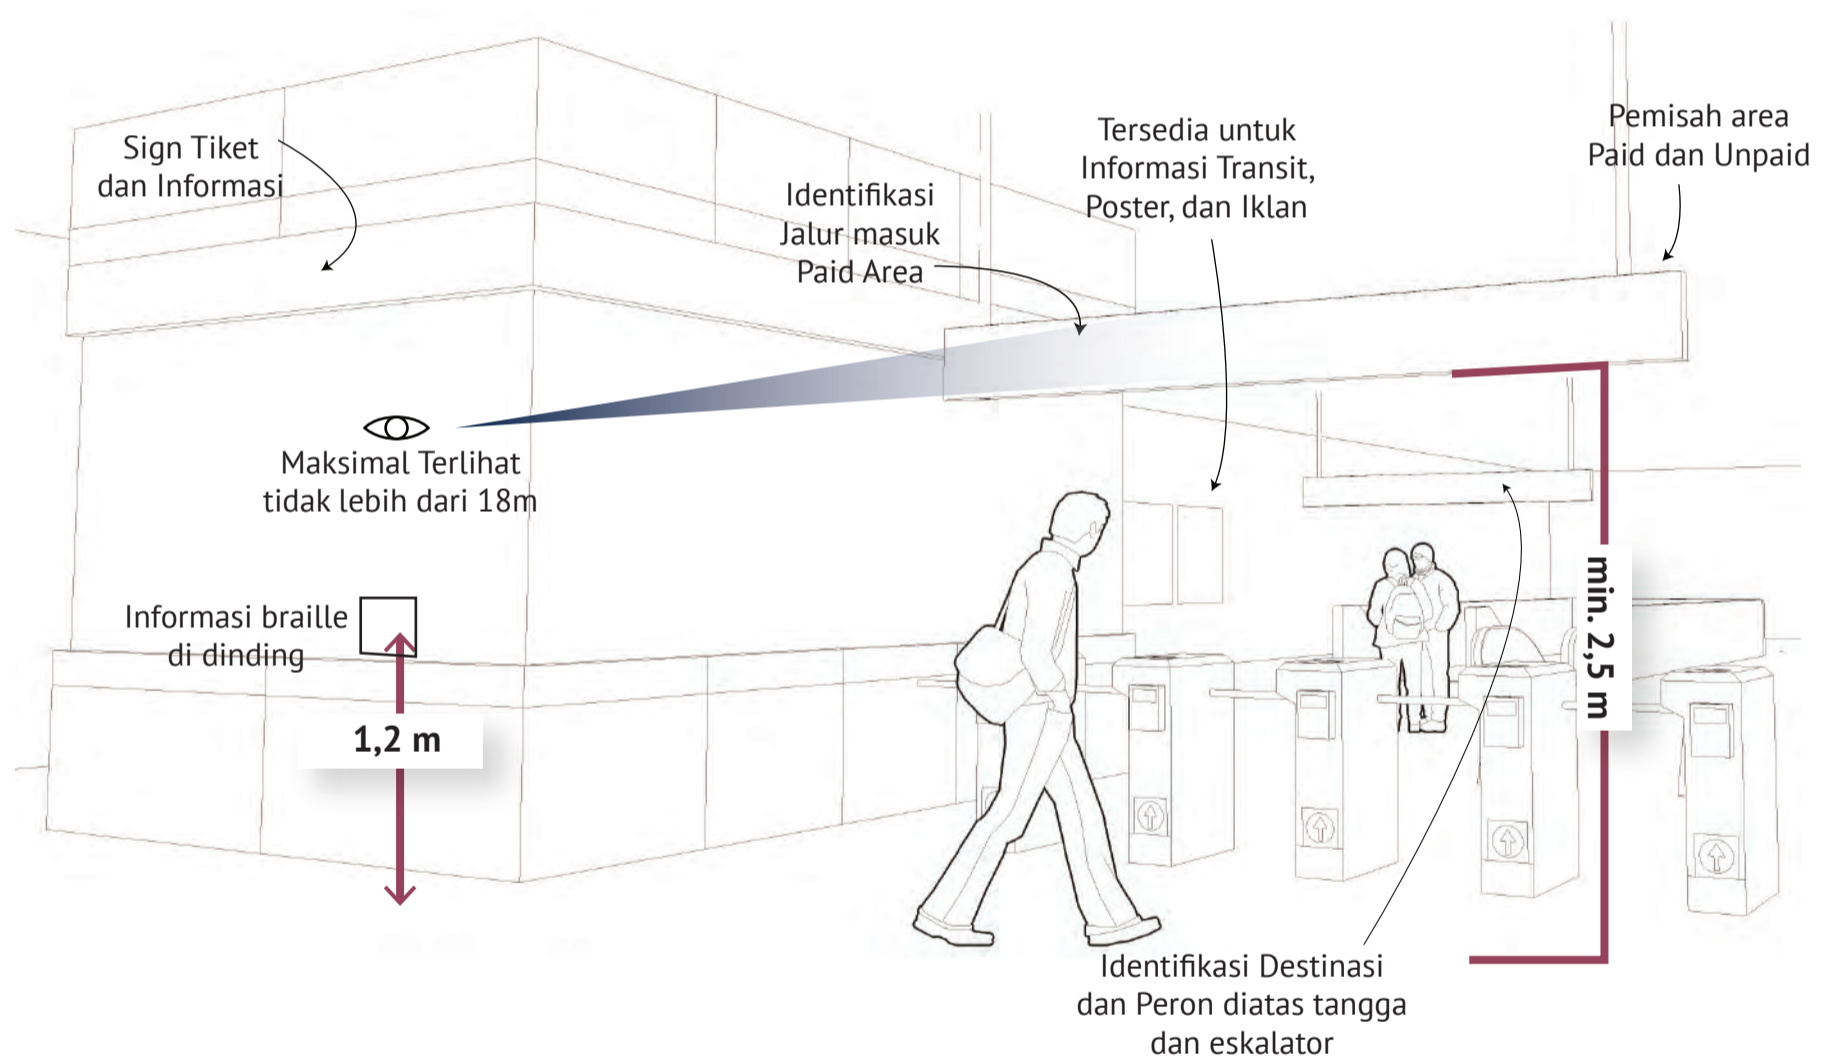 Sign Tiket
dan Informasi
Identifikasi
Jalur masuk
Paid Area
Tersedia untuk
Informasi Transit,
Poster, dan Iklan
Pemisah area
Paid dan Unpaid
Maksimal Terlihat
tidak lebih dari 18m
Informasi braille
di dinding
1,2 m
min. 2,5 m
Identifikasi Destinasi
dan Peron diatas tangga
dan eskalator